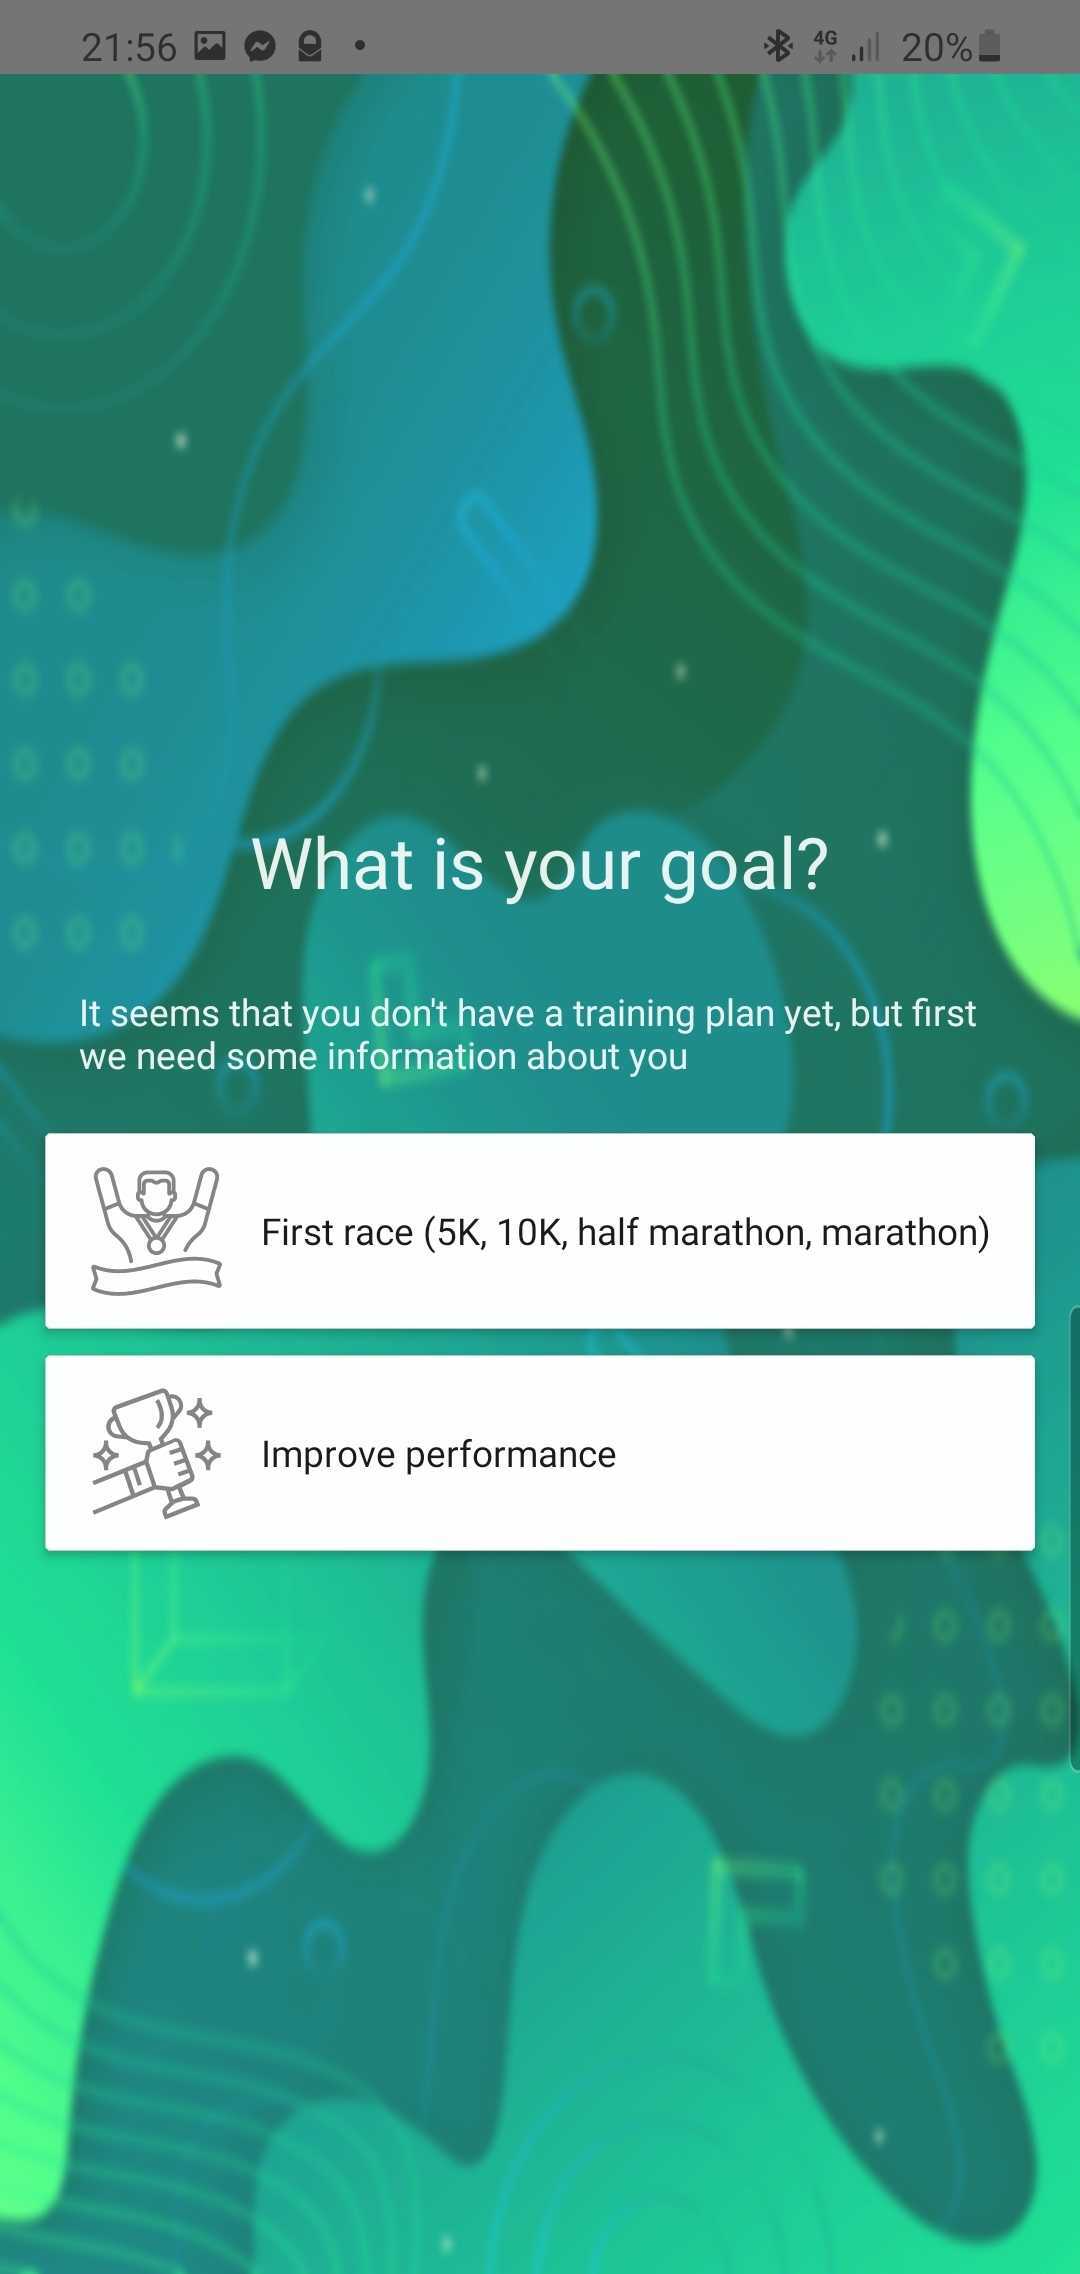 21:56
4G
20%
What is your goal?
It seems that you don't have a training plan yet, but first
we need some information about you
First race (5K, 10K, half marathon, marathon)
Improve performance